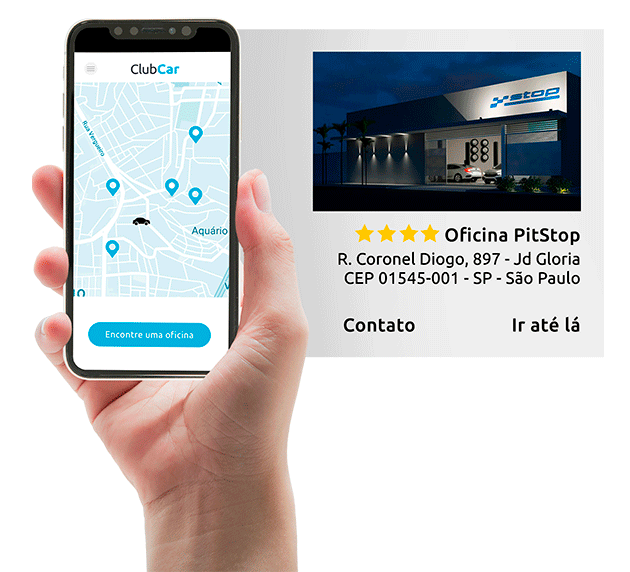 ClubCar
Rua Vergueiro
Aquário
Encontre uma oficina
stop
Oficina PitStop
R. Coronel Diogo, 897 - Jd Gloria
CEP 01545-001 - SP - São Paulo
Contato
Ir até lá